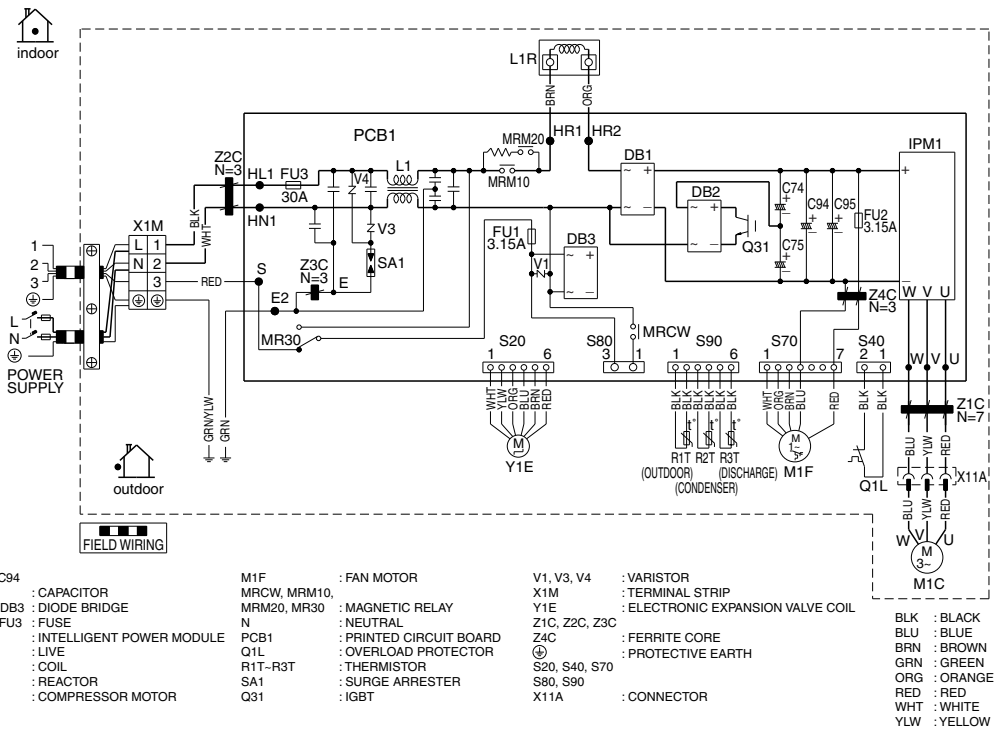 indoor
L1R
BRN
ORG
HR1
HR2
PCB1
MRM20
MRM10
IPM1
Z2C
N=3
HL1
FU3
30A
V4
L1
DB1
+
~
-
DB2
C74
C94
C95
FU2
3.15A
C75
Q31
HN1
BLK
WHT
X1M
L 1
N 2
3
1
2
3
RED
S
V3
SA1
Z3C
N=3
E
E2
FU1
3.15A
DB3
V1
MRCW
Z4C
N=3
W V U
L
N
POWER
SUPPLY
MR30
S20
1 6
S80
3 1
S90
1 6
S70
1 7
S40
2 1
W V U
GRN/YLW
GRN
WHT
YLW
ORG
BLU
BRN
RED
M
Y1E
BLK
BLK
BLK
BLK
BLK
BLK
t°
t°
t°
R1T R2T R3T
(OUTDOOR) (DISCHARGE)
(CONDENSER)
WHT
ORG
BRN
BLU
RED
M
1~
M1F
BLK
BLK
Q1L
Z1C
N=7
BLU
YLW
RED
X11A
BLU
YLW
RED
W V U
M
3~
M1C
outdoor
FIELD WIRING
C94
: CAPACITOR
DB3 : DIODE BRIDGE
FU3 : FUSE
: INTELLIGENT POWER MODULE
: LIVE
: COIL
: REACTOR
: COMPRESSOR MOTOR
M1F : FAN MOTOR
MRCW, MRM10,
MRM20, MR30 : MAGNETIC RELAY
N : NEUTRAL
PCB1 : PRINTED CIRCUIT BOARD
Q1L : OVERLOAD PROTECTOR
R1T~R3T : THERMISTOR
SA1 : SURGE ARRESTER
Q31 : IGBT
V1, V3, V4 : VARISTOR
X1M : TERMINAL STRIP
Y1E : ELECTRONIC EXPANSION VALVE COIL
Z1C, Z2C, Z3C
Z4C : FERRITE CORE
: PROTECTIVE EARTH
S20, S40, S70
S80, S90
X11A : CONNECTOR
BLK : BLACK
BLU : BLUE
BRN : BROWN
GRN : GREEN
ORG : ORANGE
RED : RED
WHT : WHITE
YLW : YELLOW